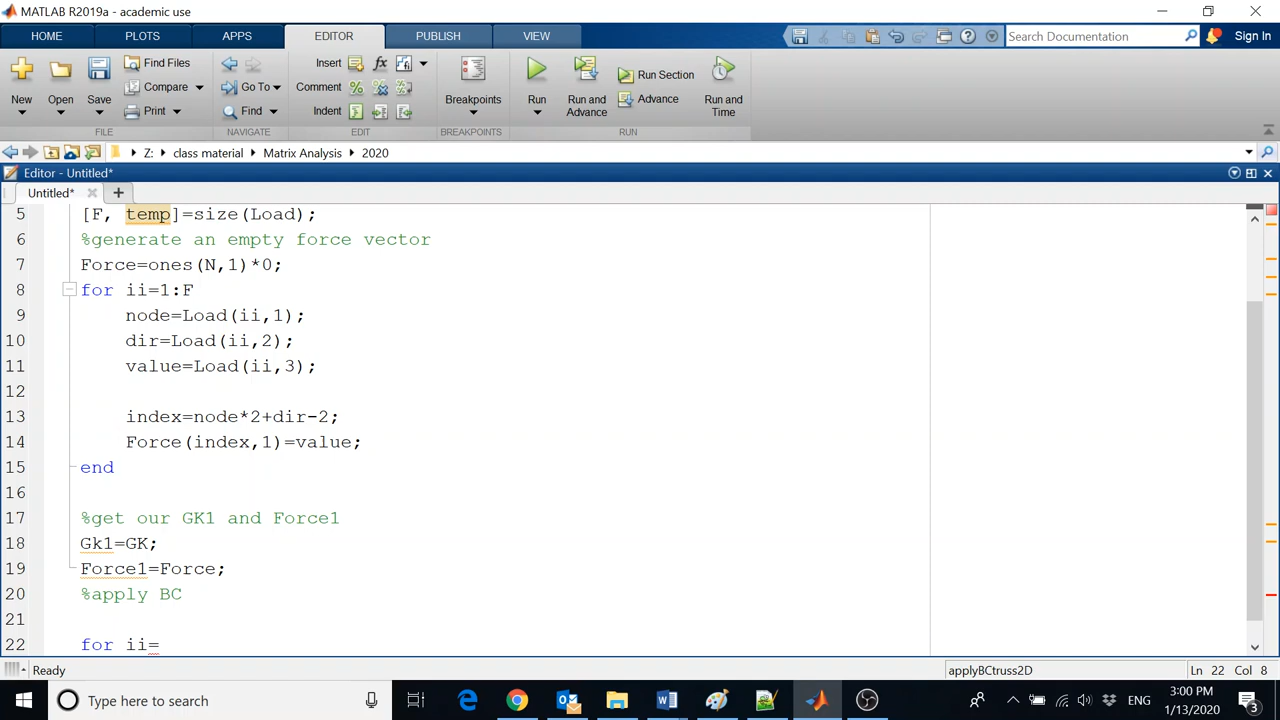 MATLAB R2019a - academic use
HOME PLOTS APPS EDITOR PUBLISH VIEW Search Documentation Sign In
New Open Save Find Files Compare Print Go To Find Insert fx Comment % Indent Breakpoints Run Run and Advance Run Section Advance Run and Time
FILE NAVIGATE EDIT BREAKPOINTS RUN
Z: class material Matrix Analysis 2020
Editor - Untitled*
Untitled* +
5 [F, temp]=size(Load);
6 %generate an empty force vector
7 Force=ones(N,1)*0;
8 for ii=1:F
9 node=Load(ii,1);
10 dir=Load(ii,2);
11 value=Load(ii,3);
12
13 index=node*2+dir-2;
14 Force(index,1)=value;
15 end
16
17 %get our GK1 and Force1
18 Gk1=GK;
19 Force1=Force;
20 %apply BC
21
22 for ii=
Ready applyBCtruss2D Ln 22 Col 8
Type here to search ENG 3:00 PM 1/13/2020 3